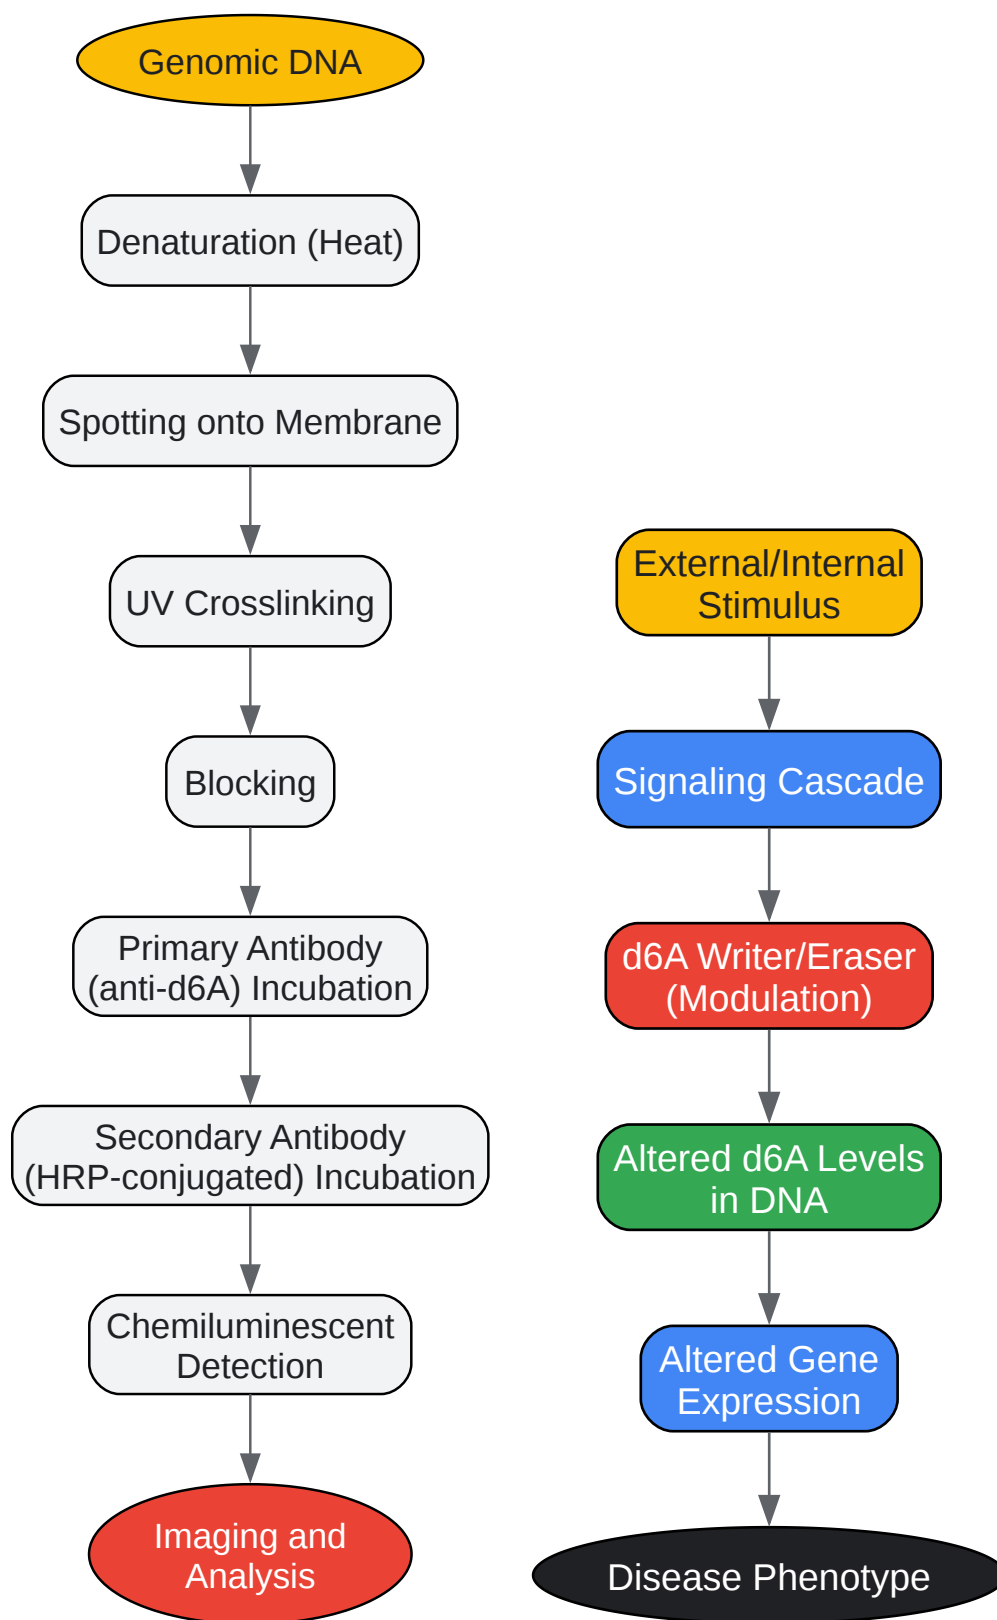 Genomic DNA
Denaturation (Heat)
Spotting onto Membrane
UV Crosslinking
Blocking
Primary Antibody
(anti-d6A) Incubation
Secondary Antibody
(HRP-conjugated) Incubation
Chemiluminescent
Detection
Imaging and
Analysis
External/Internal
Stimulus
Signaling Cascade
d6A Writer/Eraser
(Modulation)
Altered d6A Levels
in DNA
Altered Gene
Expression
Disease Phenotype